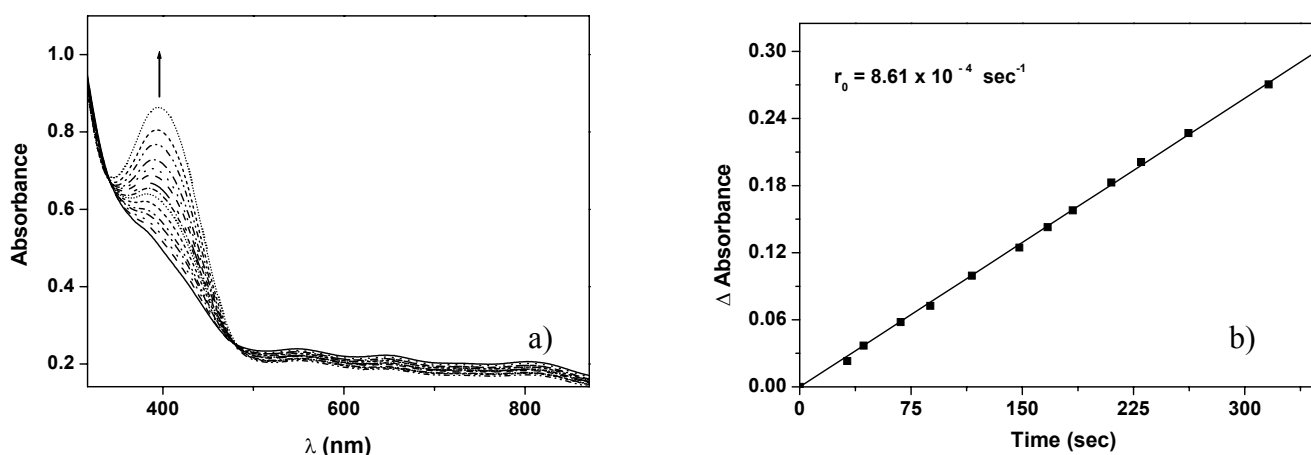 1.0
0.8
0.6
0.4
0.2
Absorbance
400
600
800
λ (nm)
a)
0.30
0.24
0.18
0.12
0.06
0.00
Δ Absorbance
r₀ = 8.61 x 10⁻⁴ sec⁻¹
0
75
150
225
300
Time (sec)
b)